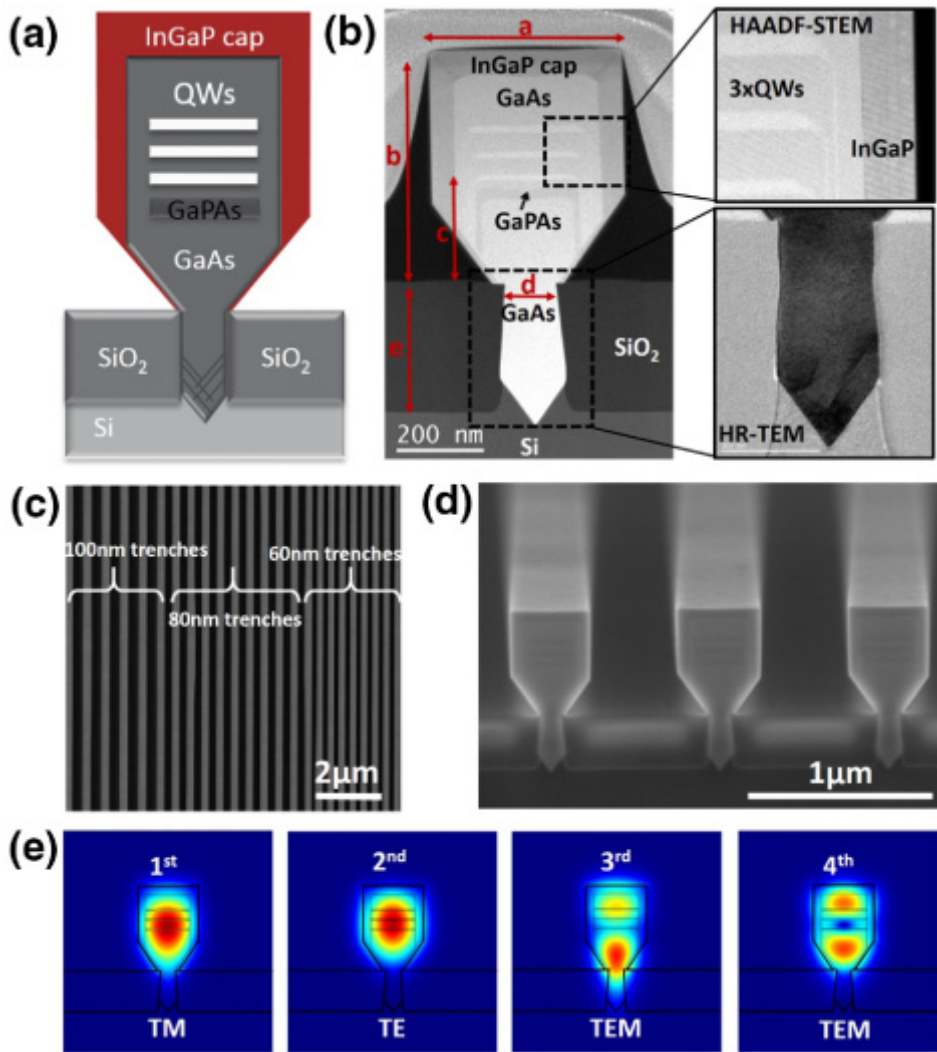 (a)
InGaP cap
QWs
GaPAs
GaAs
SiO₂
SiO₂
Si
(b)
a
InGaP cap
GaAs
b
c
GaPAs
d
GaAs
e
SiO₂
200 nm
Si
HAADF-STEM
3xQWs
InGaP
HR-TEM
(c)
100nm trenches
60nm trenches
80nm trenches
2μm
(d)
1μm
(e)
1st
2nd
3rd
4th
TM
TE
TEM
TEM